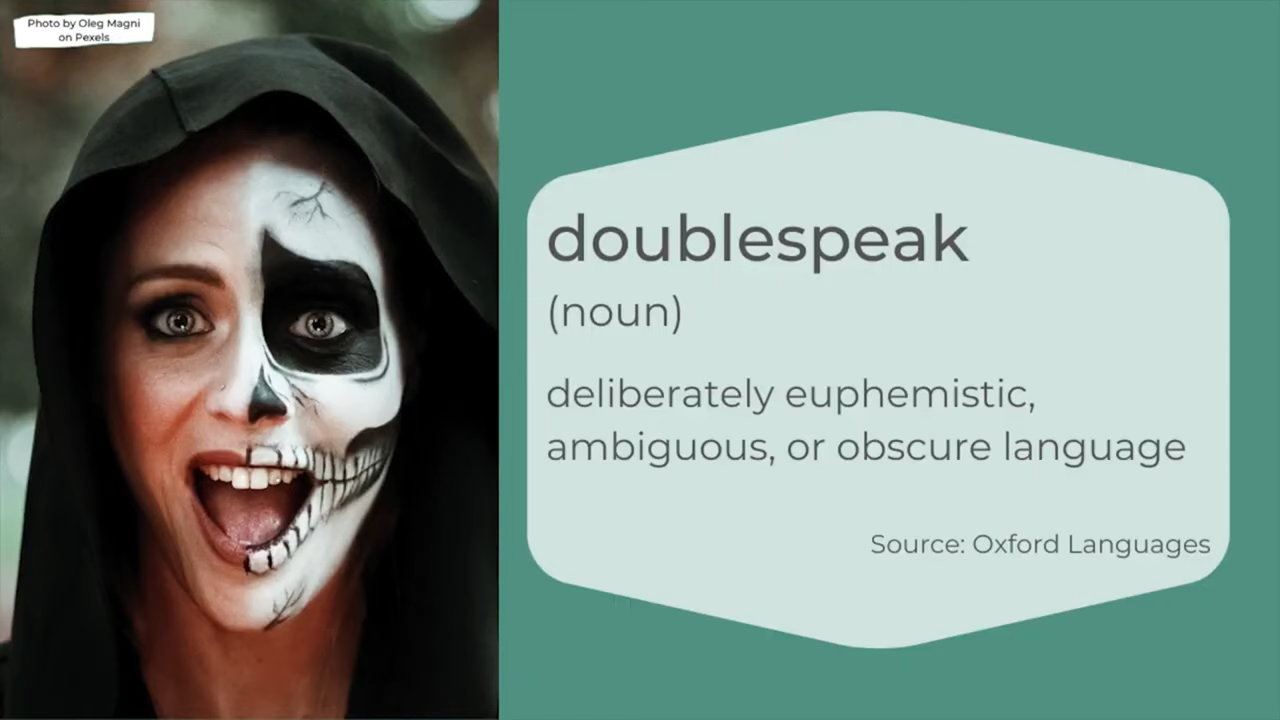 Photo by Oleg Magni
on Pexels
doublespeak
(noun)
deliberately euphemistic,
ambiguous, or obscure language
Source: Oxford Languages